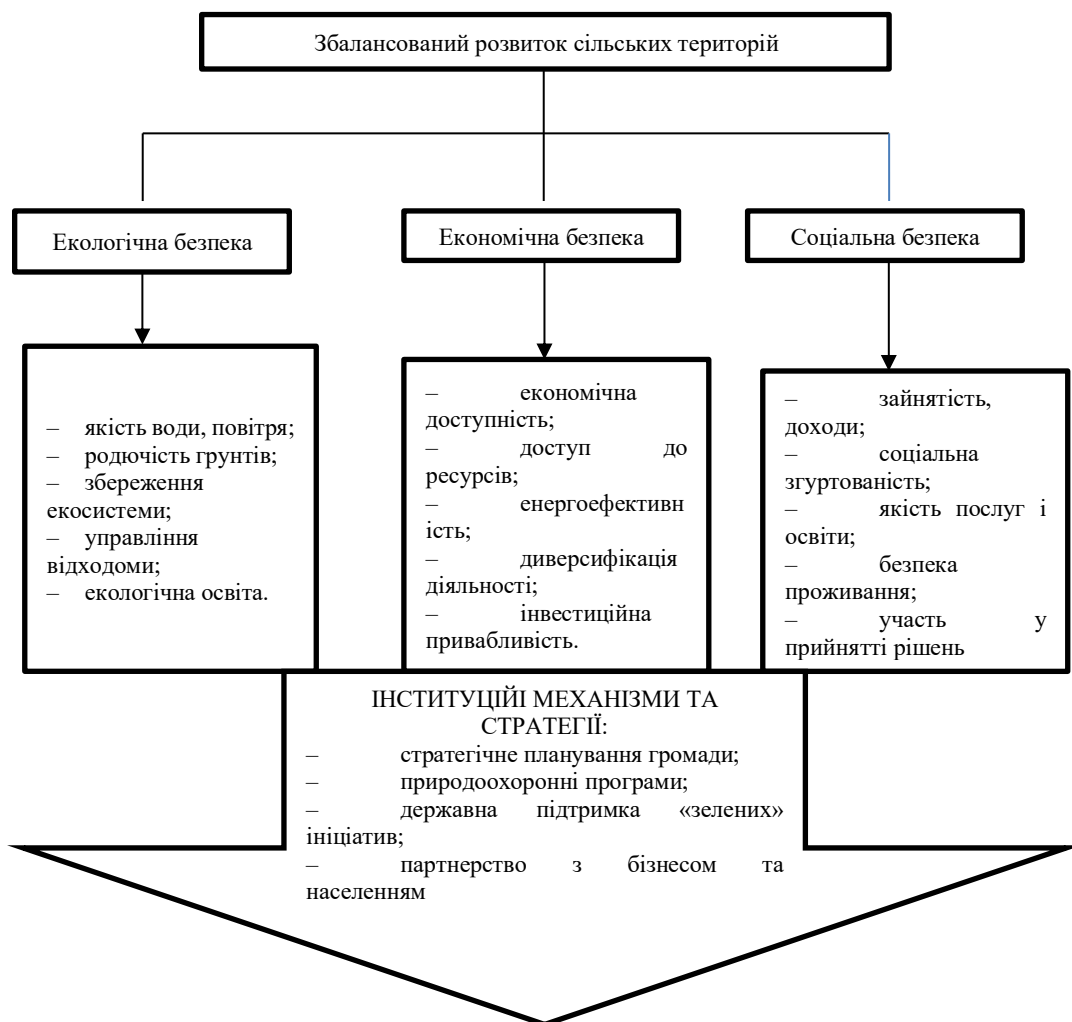 Збалансований розвиток сільських територій
Екологічна безпека
Економічна безпека
Соціальна безпека
– якість води, повітря;
– родючість грунтів;
– збереження
екосистеми;
– управління
відходоми;
– екологічна освіта.
– економічна
доступність;
– доступ до
ресурсів;
– енергоефективн
ість;
– диверсифікація
діяльності;
– інвестиційна
привабливість.
– зайнятість,
доходи;
– соціальна
згуртованість;
– якість послуг і
освіти;
– безпека
проживання;
– участь у
прийнятті рішень
ІНСТИТУЦІЙІ МЕХАНІЗМИ ТА
СТРАТЕГІЇ:
– стратегічне планування громади;
– природоохоронні програми;
– державна підтримка «зелених»
ініціатив;
– партнерство з бізнесом та
населенням